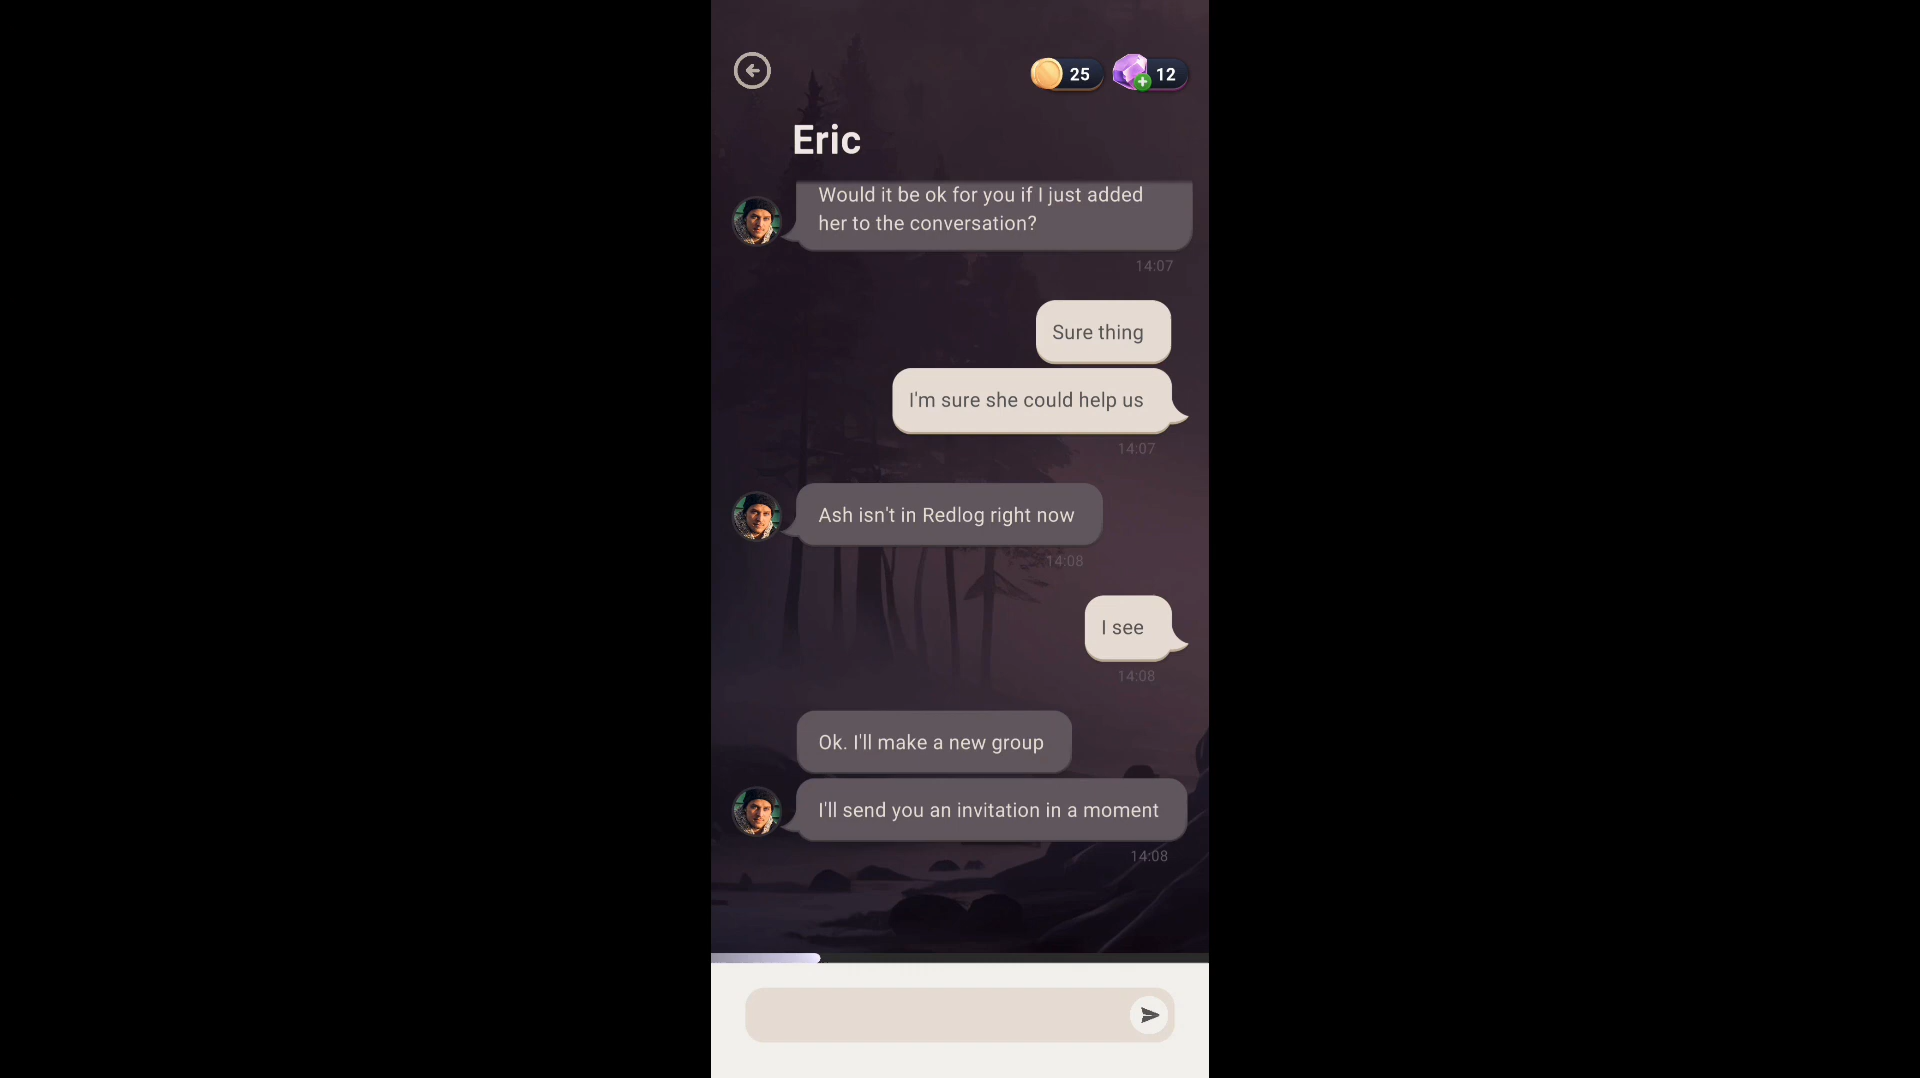 25
12
Eric
Would it be ok for you if I just added
her to the conversation?
14:07
Sure thing
I'm sure she could help us
14:07
Ash isn't in Redlog right now
14:08
I see
14:08
Ok. I'll make a new group
I'll send you an invitation in a moment
14:08